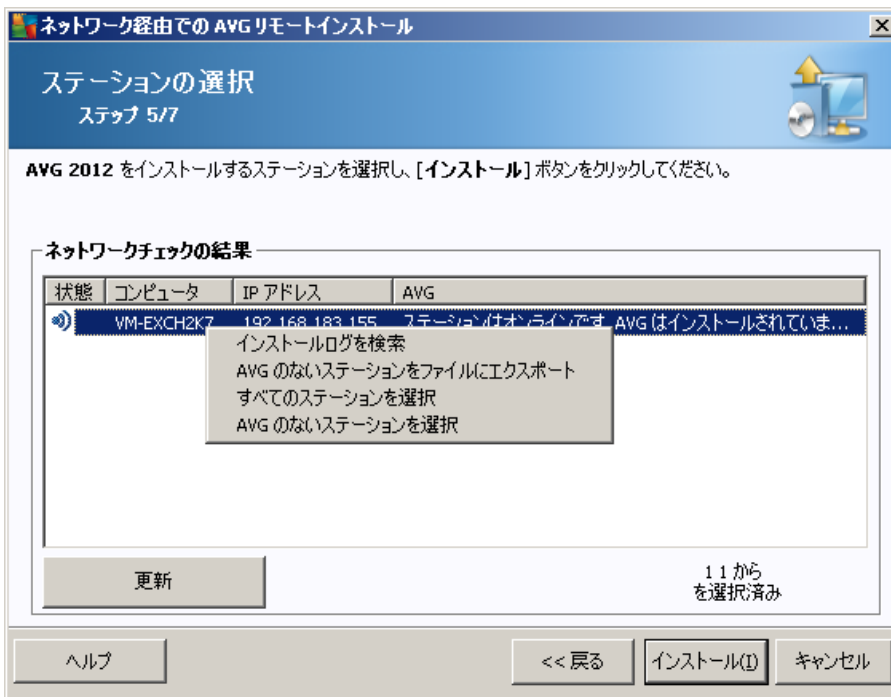 ネットワーク経由での AVG リモートインストール
ステーションの選択
ステップ 5/7
AVG 2012 をインストールするステーションを選択し、[インストール] ボタンをクリックしてください。
ネットワークチェックの結果
状態 コンピュータ IP アドレス AVG
VM-EXCH2K7 192.168.183.155 ステーションはオンラインです. AVG はインストールされていま...
インストールログを検索
AVG のないステーションをファイルにエクスポート
すべてのステーションを選択
AVG のないステーションを選択
更新
1 1 から
を選択済み
ヘルプ
<< 戻る
インストール(I)
キャンセル